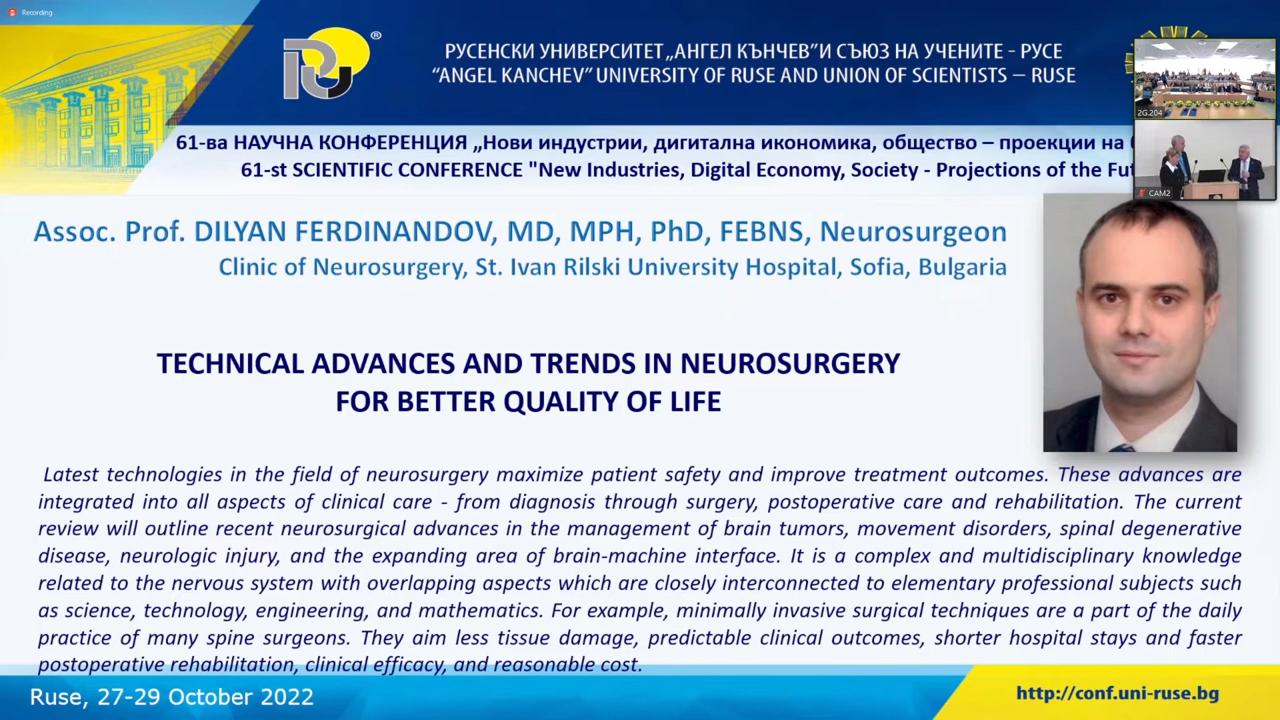 Recording
®
РУСЕНСКИ УНИВЕРСИТЕТ „АНГЕЛ КЪНЧЕВ” И СЪЮЗ НА УЧЕНИТЕ - РУСЕ
“ANGEL KANCHEV” UNIVERSITY OF RUSE AND UNION OF SCIENTISTS – RUSE
61-ва НАУЧНА КОНФЕРЕНЦИЯ „Нови индустрии, дигитална икономика, общество – проекции на
61-st SCIENTIFIC CONFERENCE "New Industries, Digital Economy, Society - Projections of the Fut
2G.204
CAM2
Assoc. Prof. DILYAN FERDINANDOV, MD, MPH, PhD, FEBNS, Neurosurgeon
Clinic of Neurosurgery, St. Ivan Rilski University Hospital, Sofia, Bulgaria
TECHNICAL ADVANCES AND TRENDS IN NEUROSURGERY
FOR BETTER QUALITY OF LIFE
Latest technologies in the field of neurosurgery maximize patient safety and improve treatment outcomes. These advances are
integrated into all aspects of clinical care - from diagnosis through surgery, postoperative care and rehabilitation. The current
review will outline recent neurosurgical advances in the management of brain tumors, movement disorders, spinal degenerative
disease, neurologic injury, and the expanding area of brain-machine interface. It is a complex and multidisciplinary knowledge
related to the nervous system with overlapping aspects which are closely interconnected to elementary professional subjects such
as science, technology, engineering, and mathematics. For example, minimally invasive surgical techniques are a part of the daily
practice of many spine surgeons. They aim less tissue damage, predictable clinical outcomes, shorter hospital stays and faster
postoperative rehabilitation, clinical efficacy, and reasonable cost.
Ruse, 27-29 October 2022
http://conf.uni-ruse.bg